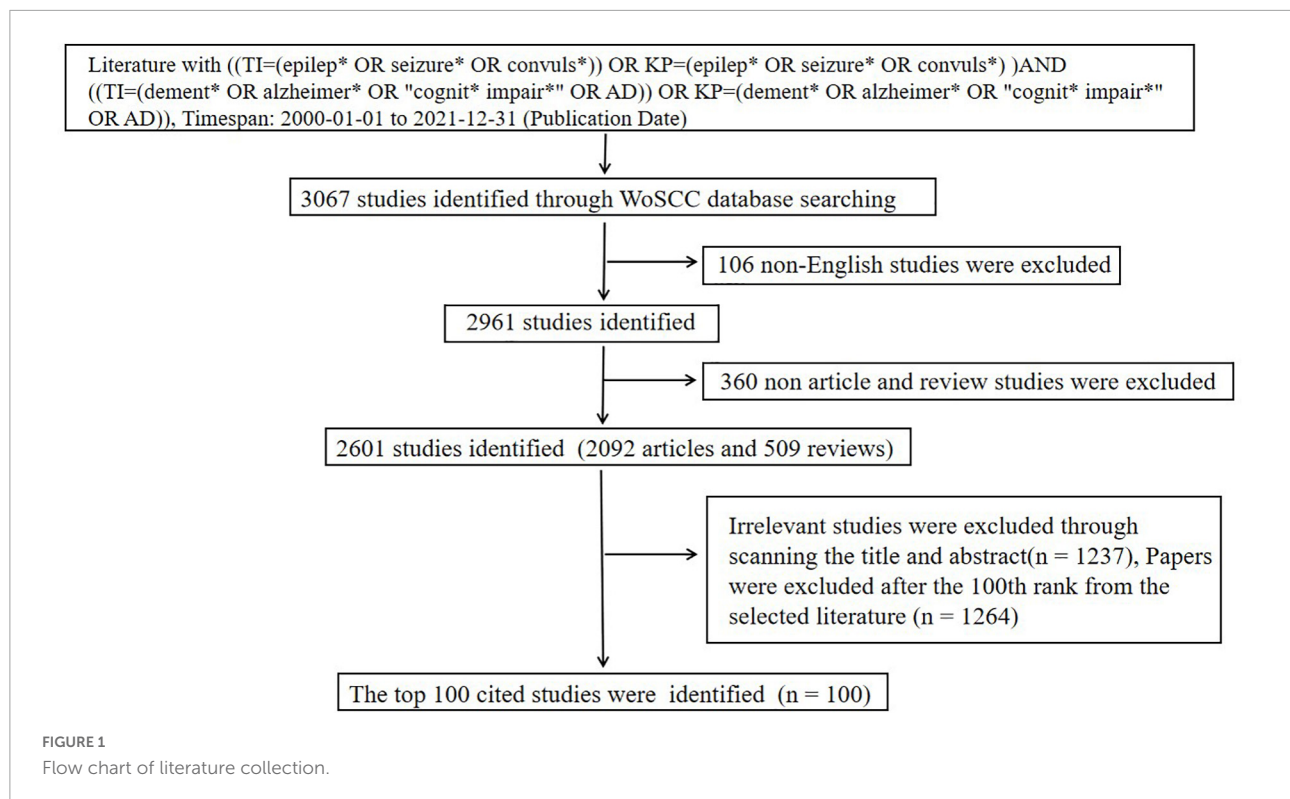 Literature with ((TI=(epilep* OR seizure* OR convuls*)) OR KP=(epilep* OR seizure* OR convuls*) )AND
((TI=(dement* OR alzheimer* OR "cognit* impair*" OR AD)) OR KP=(dement* OR alzheimer* OR "cognit* impair*"
OR AD)), Timespan: 2000-01-01 to 2021-12-31 (Publication Date)
3067 studies identified through WoSCC database searching
106 non-English studies were excluded
2961 studies identified
360 non article and review studies were excluded
2601 studies identified (2092 articles and 509 reviews)
Irrelevant studies were excluded through
scanning the title and abstract(n = 1237), Papers
were excluded after the 100th rank from the
selected literature (n = 1264)
The top 100 cited studies were identified (n = 100)
FIGURE 1
Flow chart of literature collection.